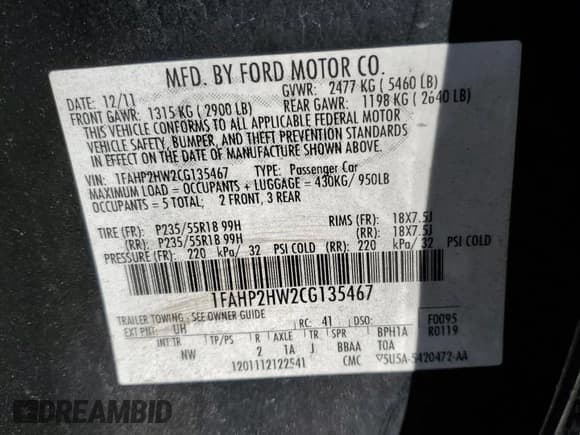 MFD. BY FORD MOTOR CO.
DATE: 12/11 GVWR: 2477 KG ( 5460 LB)
FRONT GAWR: 1315 KG ( 2900 LB) REAR GAWR: 1198 KG ( 2640 LB)
THIS VEHICLE CONFORMS TO ALL APPLICABLE FEDERAL MOTOR
VEHICLE SAFETY, BUMPER, AND THEFT PREVENTION STANDARDS
IN EFFECT ON THE DATE OF MANUFACTURE SHOWN ABOVE.
VIN: 1FAHP2HW2CG135467 TYPE: Passenger Car
MAXIMUM LOAD = OCCUPANTS + LUGGAGE = 430KG/ 950LB
OCCUPANTS = 5 TOTAL; 2 FRONT, 3 REAR
TIRE (FR): P235/55R18 99H RIMS (FR): 18X7.5J
(RR): P235/55R18 99H (RR): 18X7.5J
PRESSURE (FR): 220 kPa/ 32 PSI COLD (RR): 220 kPa/ 32 PSI COLD
1FAHP2HW2CG135467
TRAILER TOWING - SEE OWNER GUIDE F0095
EXT PNT: UH RC: 41 DSO: R0119
INT TR TP/PS R AXLE TR SPR BPH1A
NW 2 1A J BBAA TOA
1201112122541 CMC ▽SU5A-5420472-AA
DREAMBID